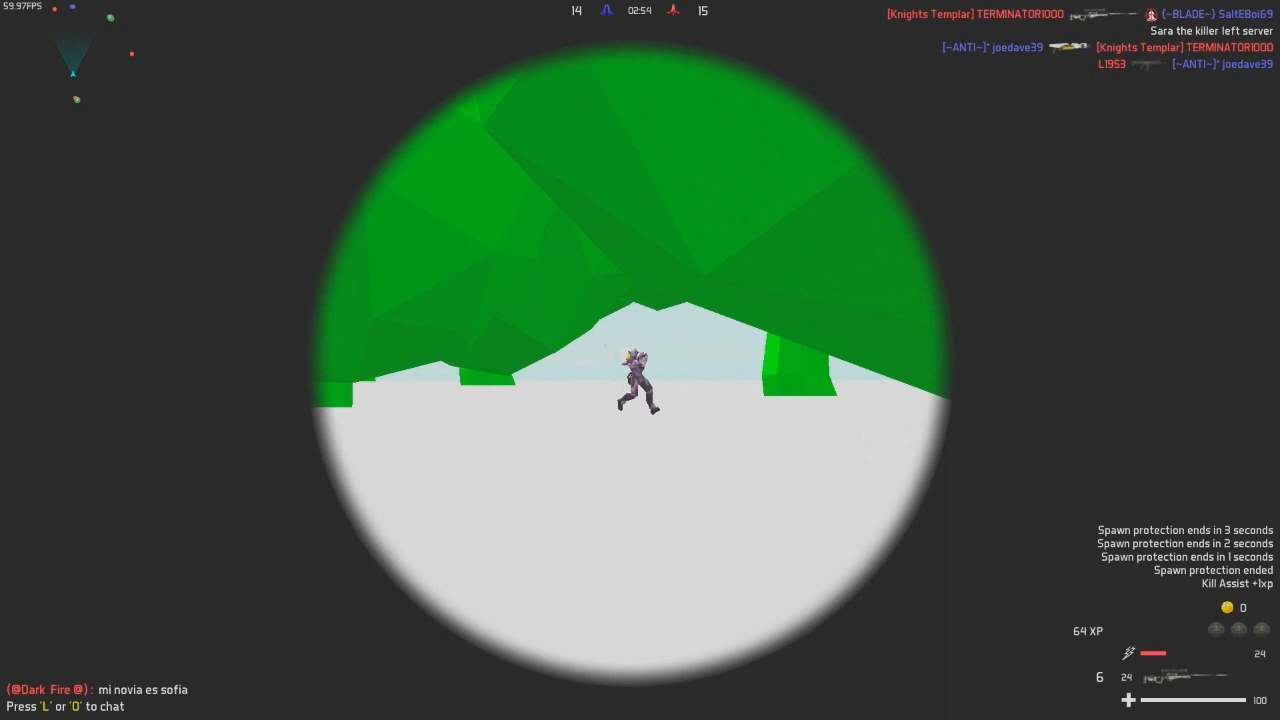 59.97FPS
14 02:54 15
[Knights Templar] TERMINATOR1000 {~BLADE~} SaltEBoi69
Sara the killer left server
[~ANTI~]* joedave39 [Knights Templar] TERMINATOR1000
L1953 [~ANTI~]* joedave39
Spawn protection ends in 3 seconds
Spawn protection ends in 2 seconds
Spawn protection ends in 1 seconds
Spawn protection ended
Kill Assist +1xp
0
64 XP
24
6 24
100
(@Dark Fire @) : mi novia es sofia
Press 'L' or 'O' to chat